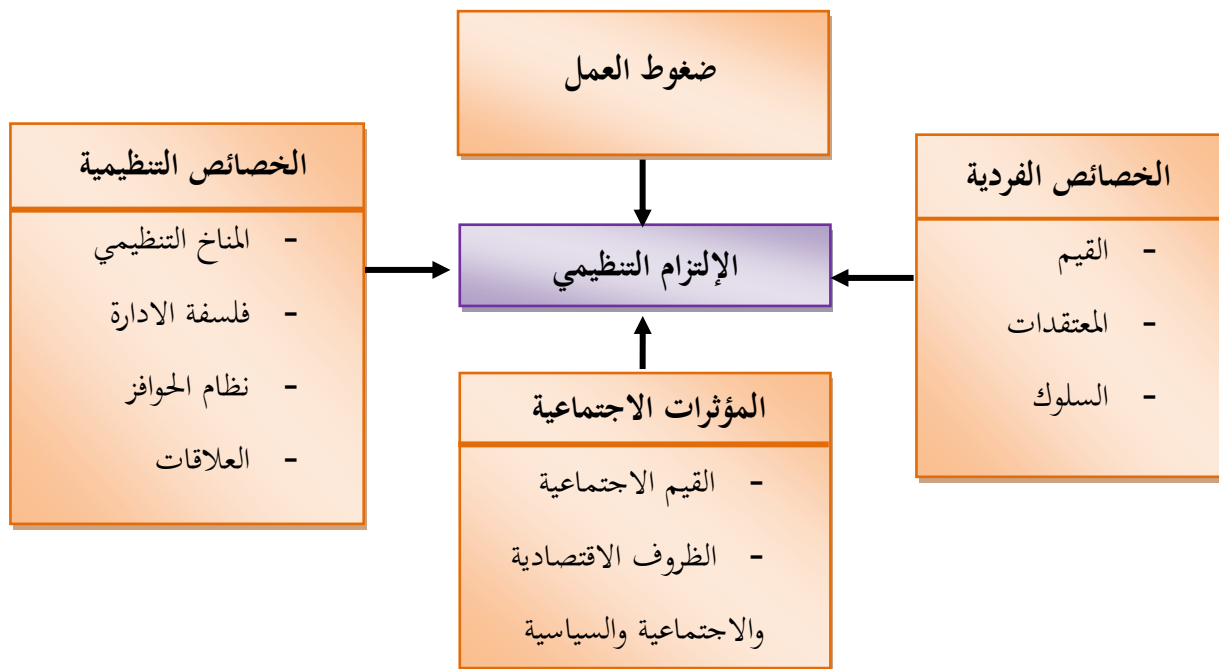 ضغوط العمل
الخصائص الفردية
- القيم
- المعتقدات
- السلوك
الإلتزام التنظيمي
الخصائص التنظيمية
- المناخ التنظيمي
- فلسفة الادارة
- نظام الحوافز
- العلاقات
المؤثرات الاجتماعية
- القيم الاجتماعية
- الظروف الاقتصادية
والاجتماعية والسياسية